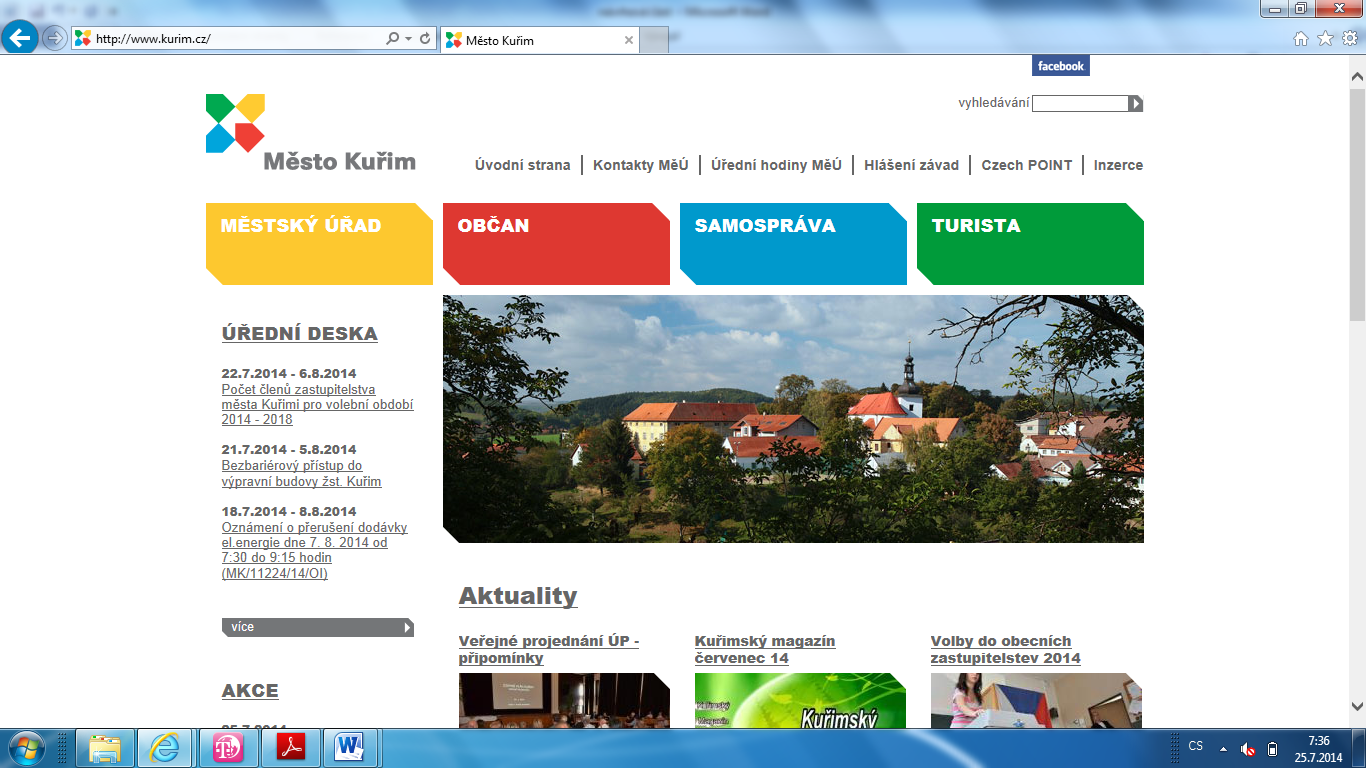 http://www.kurim.cz/
Město Kuřim
facebook
vyhledávání
Město Kuřim
Úvodní strana
Kontakty MěÚ
Úřední hodiny MěÚ
Hlášení závad
Czech POINT
Inzerce
MĚSTSKÝ ÚŘAD
OBČAN
SAMOSPRÁVA
TURISTA
ÚŘEDNÍ DESKA
22.7.2014 - 6.8.2014
Počet členů zastupitelstva
města Kuřimi pro volební období
2014 - 2018
21.7.2014 - 5.8.2014
Bezbariérový přístup do
výpravní budovy žst. Kuřim
18.7.2014 - 8.8.2014
Oznámení o přerušení dodávky
el.energie dne 7. 8. 2014 od
7:30 do 9:15 hodin
(MK/11224/14/OI)
více
AKCE
Aktuality
Veřejné projednání ÚP -
připomínky
Kuřimský magazín
červenec 14
Kuřimský
Magazín
Kuřimský
Volby do obecních
zastupitelstev 2014
CS
7:36
25.7.2014